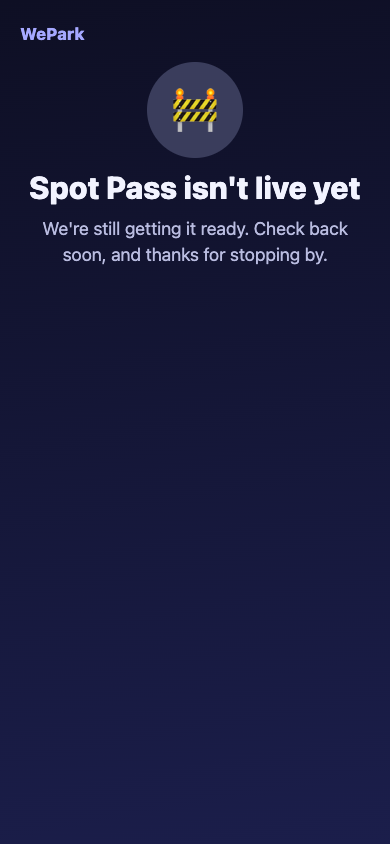 WePark
Spot Pass isn't live yet
We're still getting it ready. Check back
soon, and thanks for stopping by.